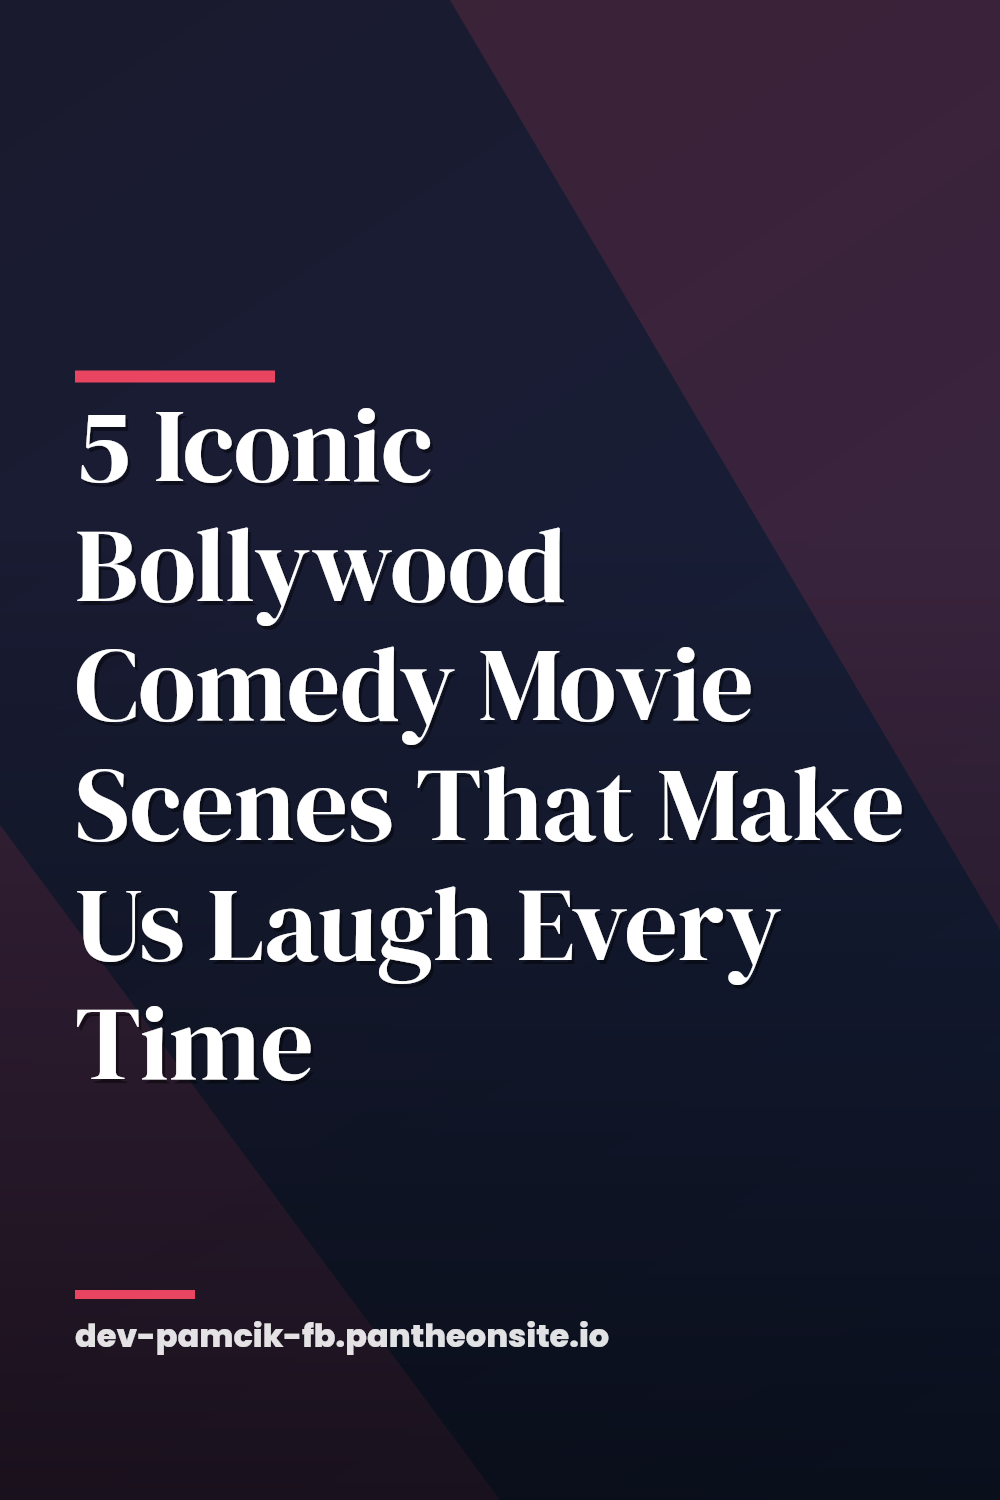 5 Iconic
Bollywood
Comedy Movie
Scenes That Make
Us Laugh Every
Time
dev-pamcik-fb.pantheonsite.io